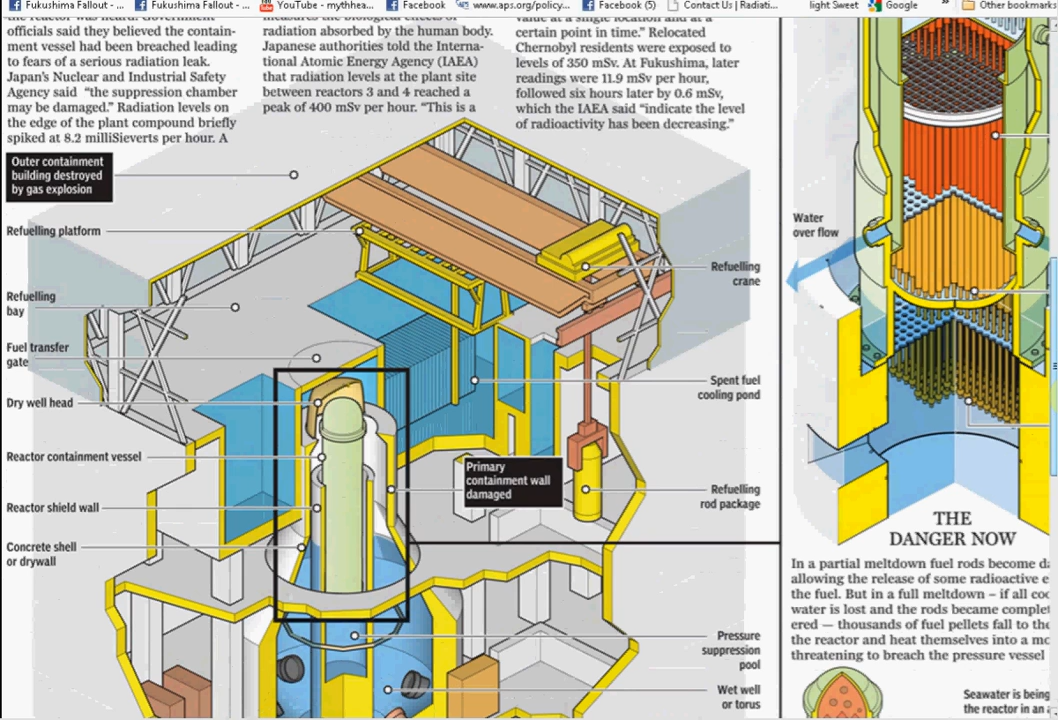 Fukushima Fallout - ...
Fukushima Fallout - ...
YouTube - mythhea...
Facebook
www.aps.org/policy...
Facebook (5)
Contact Us | Radiati...
light Sweet
Google
»
Other bookmarks
the reactor was heard. Government
officials said they believed the contain-
ment vessel had been breached leading
to fears of a serious radiation leak.
Japan's Nuclear and Industrial Safety
Agency said "the suppression chamber
may be damaged." Radiation levels on
the edge of the plant compound briefly
spiked at 8.2 milliSieverts per hour. A
measures the biological effects of
radiation absorbed by the human body.
Japanese authorities told the Interna-
tional Atomic Energy Agency (IAEA)
that radiation levels at the plant site
between reactors 3 and 4 reached a
peak of 400 mSv per hour. "This is a
value at a single location and at a
certain point in time." Relocated
Chernobyl residents were exposed to
levels of 350 mSv. At Fukushima, later
readings were 11.9 mSv per hour,
followed six hours later by 0.6 mSv,
which the IAEA said "indicate the level
of radioactivity has been decreasing."
Outer containment
building destroyed
by gas explosion
Refuelling platform
Refuelling
bay
Fuel transfer
gate
Dry well head
Reactor containment vessel
Reactor shield wall
Concrete shell
or drywall
Primary
containment wall
damaged
Refuelling
crane
Spent fuel
cooling pond
Refuelling
rod package
Pressure
suppression
pool
Wet well
or torus
Water
over flow
THE
DANGER NOW
In a partial meltdown fuel rods become
allowing the release of some radioactive
the fuel. But in a full meltdown – if all
water is lost and the rods became
ered — thousands of fuel pellets fall to the
the reactor and heat themselves into a
threatening to breach the pressure vessel
Seawater is being
the reactor in an